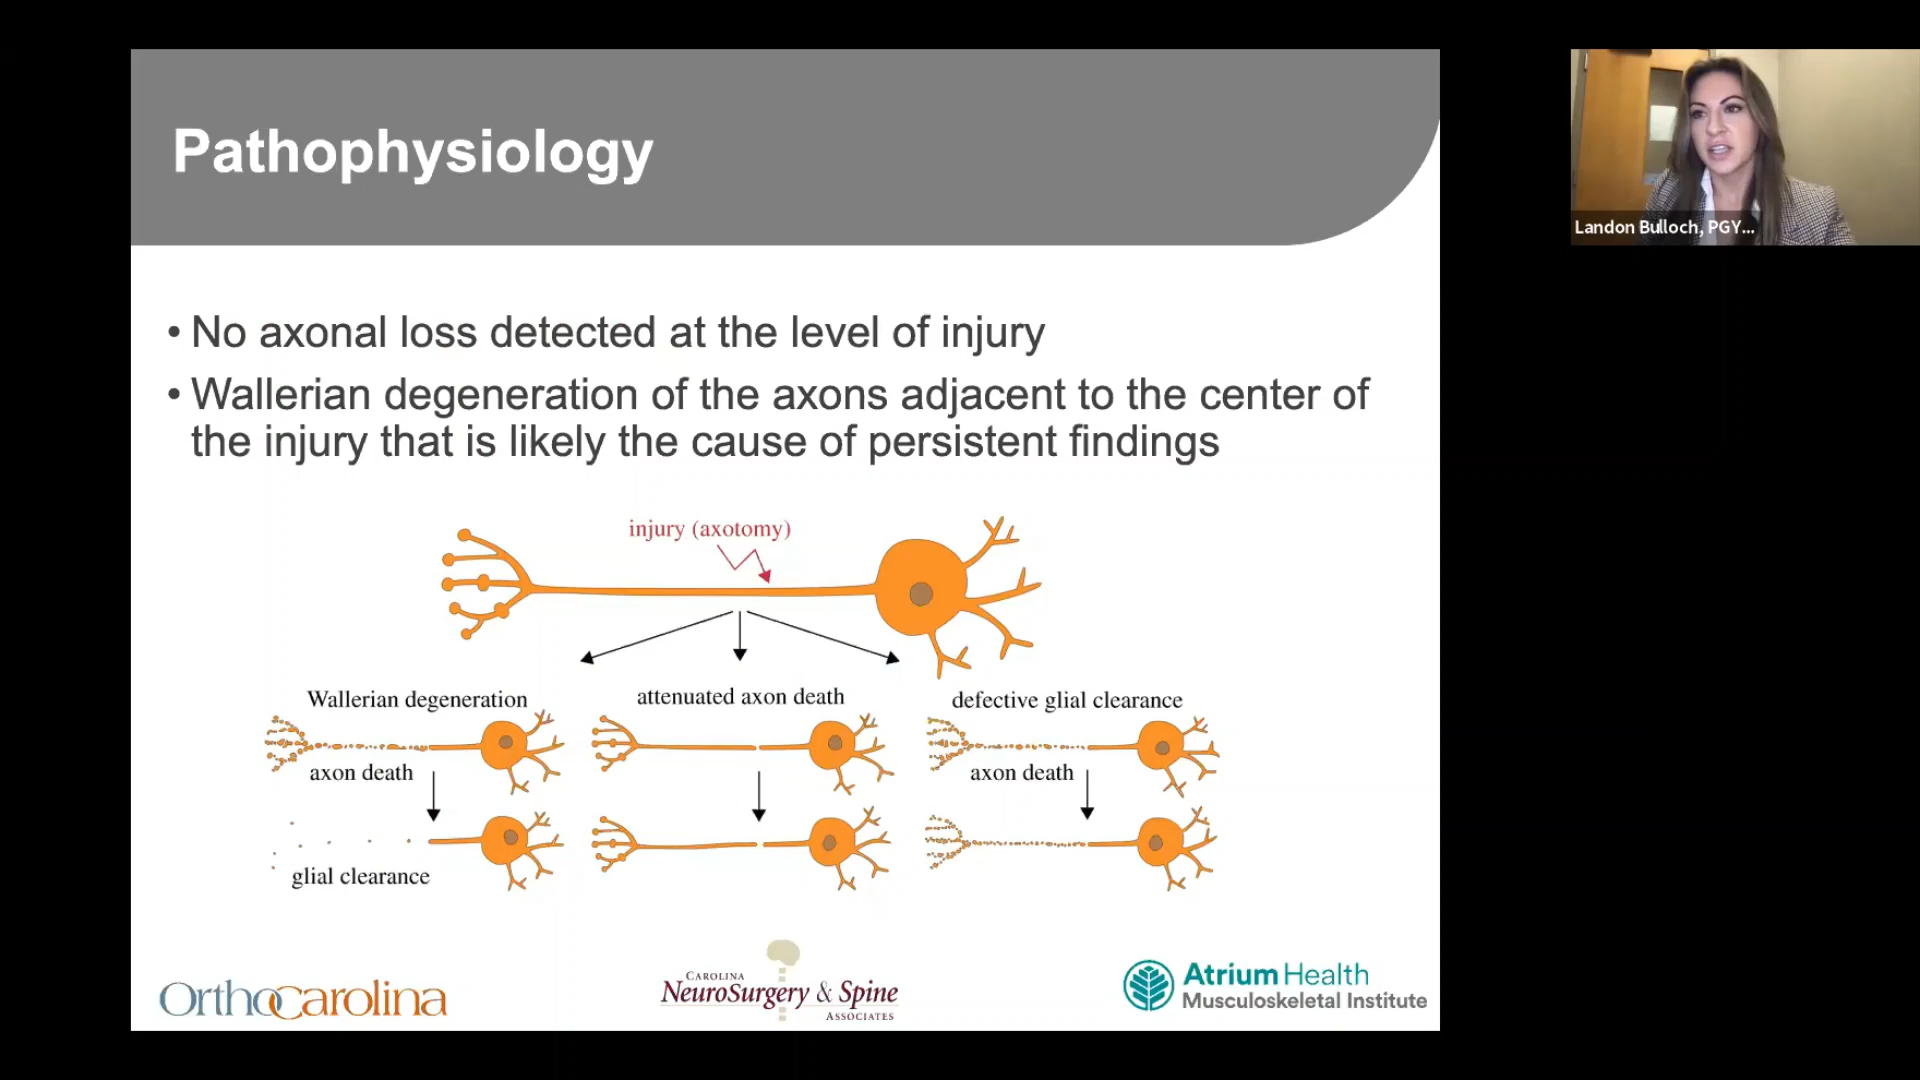 Pathophysiology
Landon Bulloch, PGY...
• No axonal loss detected at the level of injury
• Wallerian degeneration of the axons adjacent to the center of
the injury that is likely the cause of persistent findings
injury (axotomy)
Wallerian degeneration
attenuated axon death
defective glial clearance
axon death
axon death
glial clearance
OrthoCarolina
CAROLINA
NEUROSURGERY & SPINE
ASSOCIATES
Atrium Health
Musculoskeletal Institute